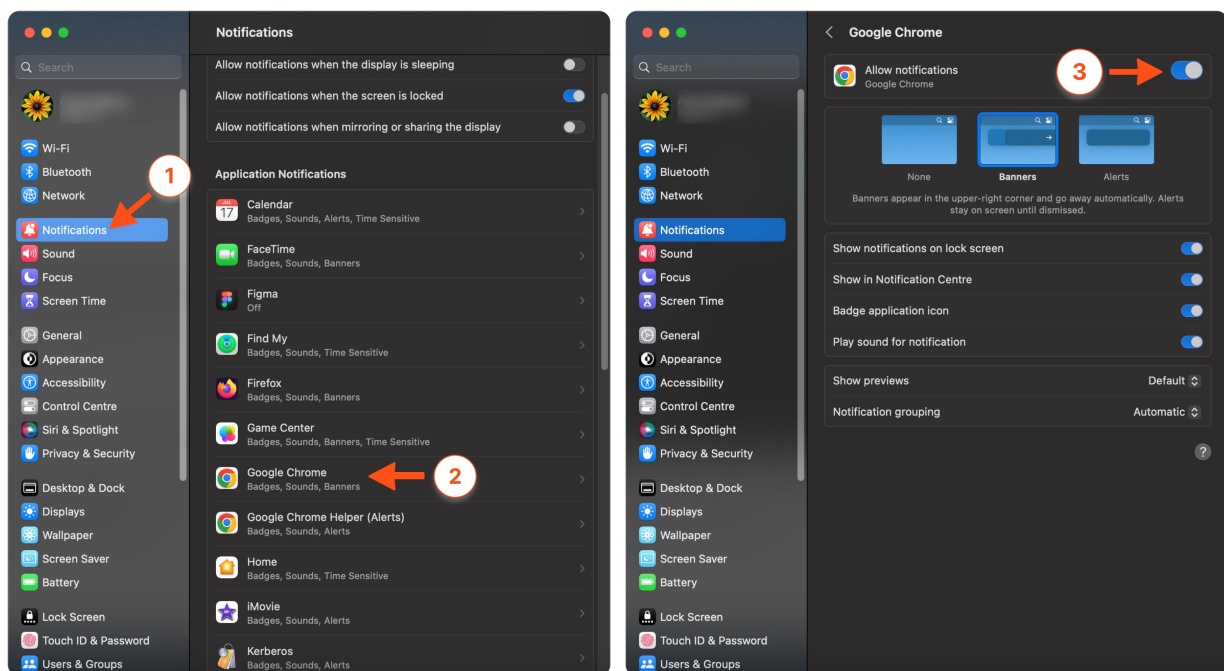 Notifications
Search
Wi-Fi
Bluetooth
Network
Notifications
Sound
Focus
Screen Time
General
Appearance
Accessibility
Control Centre
Siri & Spotlight
Privacy & Security
Desktop & Dock
Displays
Wallpaper
Screen Saver
Battery
Lock Screen
Touch ID & Password
Users & Groups
1
Allow notifications when the display is sleeping
Allow notifications when the screen is locked
Allow notifications when mirroring or sharing the display
Application Notifications
JUL
17
Calendar
Badges, Sounds, Alerts, Time Sensitive
FaceTime
Badges, Sounds, Banners
Figma
Off
Find My
Badges, Sounds, Time Sensitive
Firefox
Badges, Sounds, Banners
Game Center
Badges, Sounds, Banners, Time Sensitive
Google Chrome
Badges, Sounds, Banners
2
Google Chrome Helper (Alerts)
Badges, Sounds, Alerts
Home
Badges, Sounds, Time Sensitive
iMovie
Badges, Sounds, Alerts
Kerberos
Badges, Sounds, Alerts
Google Chrome
Search
Wi-Fi
Bluetooth
Network
Notifications
Sound
Focus
Screen Time
General
Appearance
Accessibility
Control Centre
Siri & Spotlight
Privacy & Security
Desktop & Dock
Displays
Wallpaper
Screen Saver
Battery
Lock Screen
Touch ID & Password
Users & Groups
Allow notifications
Google Chrome
3
None
Banners
Alerts
Banners appear in the upper-right corner and go away automatically. Alerts
stay on screen until dismissed.
Show notifications on lock screen
Show in Notification Centre
Badge application icon
Play sound for notification
Show previews
Default
Notification grouping
Automatic
?